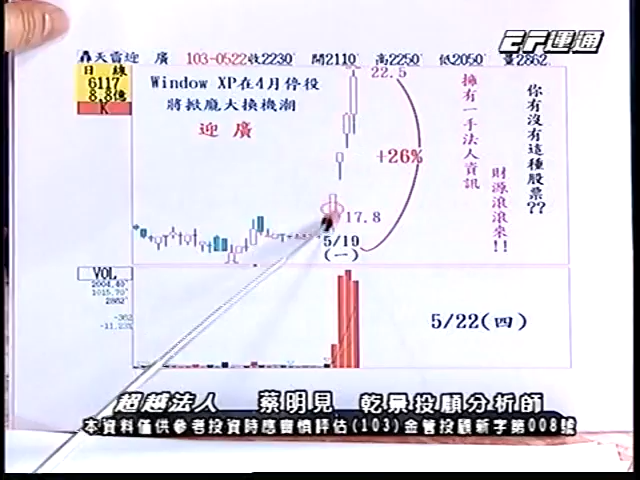 EF運通
轟天雷迎 廣 103-0522收2230 開2110 高2250 低2050 量2862
日 線
6117
8.8億
K
Window XP在4月停役
將掀龐大換機潮
迎 廣
22.5
+26%
17.8
5/19
(一)
擁有一手法人資訊
財源滾滾來!!
你有沒有這種股票??
VOL
2004.40
1015.70
2862
-362
-11.23%
5/22(四)
超越法人 蔡明見 乾景投顧分析師
本資料僅供參考投資時應審慎評估(103)金管投顧新字第008號